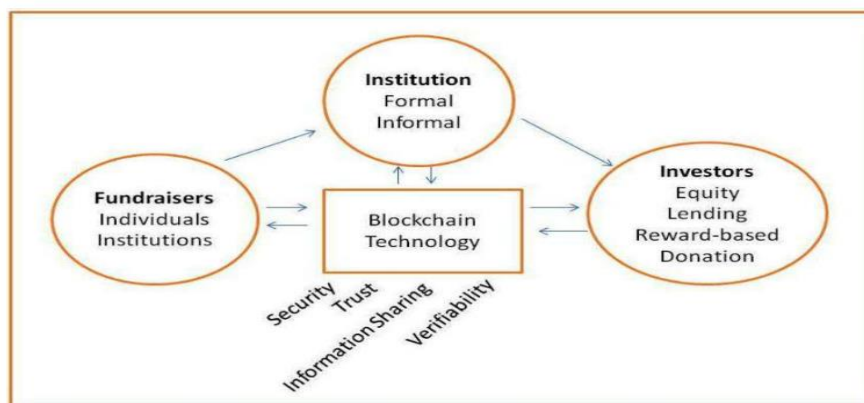 Institution
Formal
Informal
Fundraisers
Individuals
Institutions
Blockchain
Technology
Investors
Equity
Lending
Reward-based
Donation
Security
Trust
Information Sharing
Verifiability